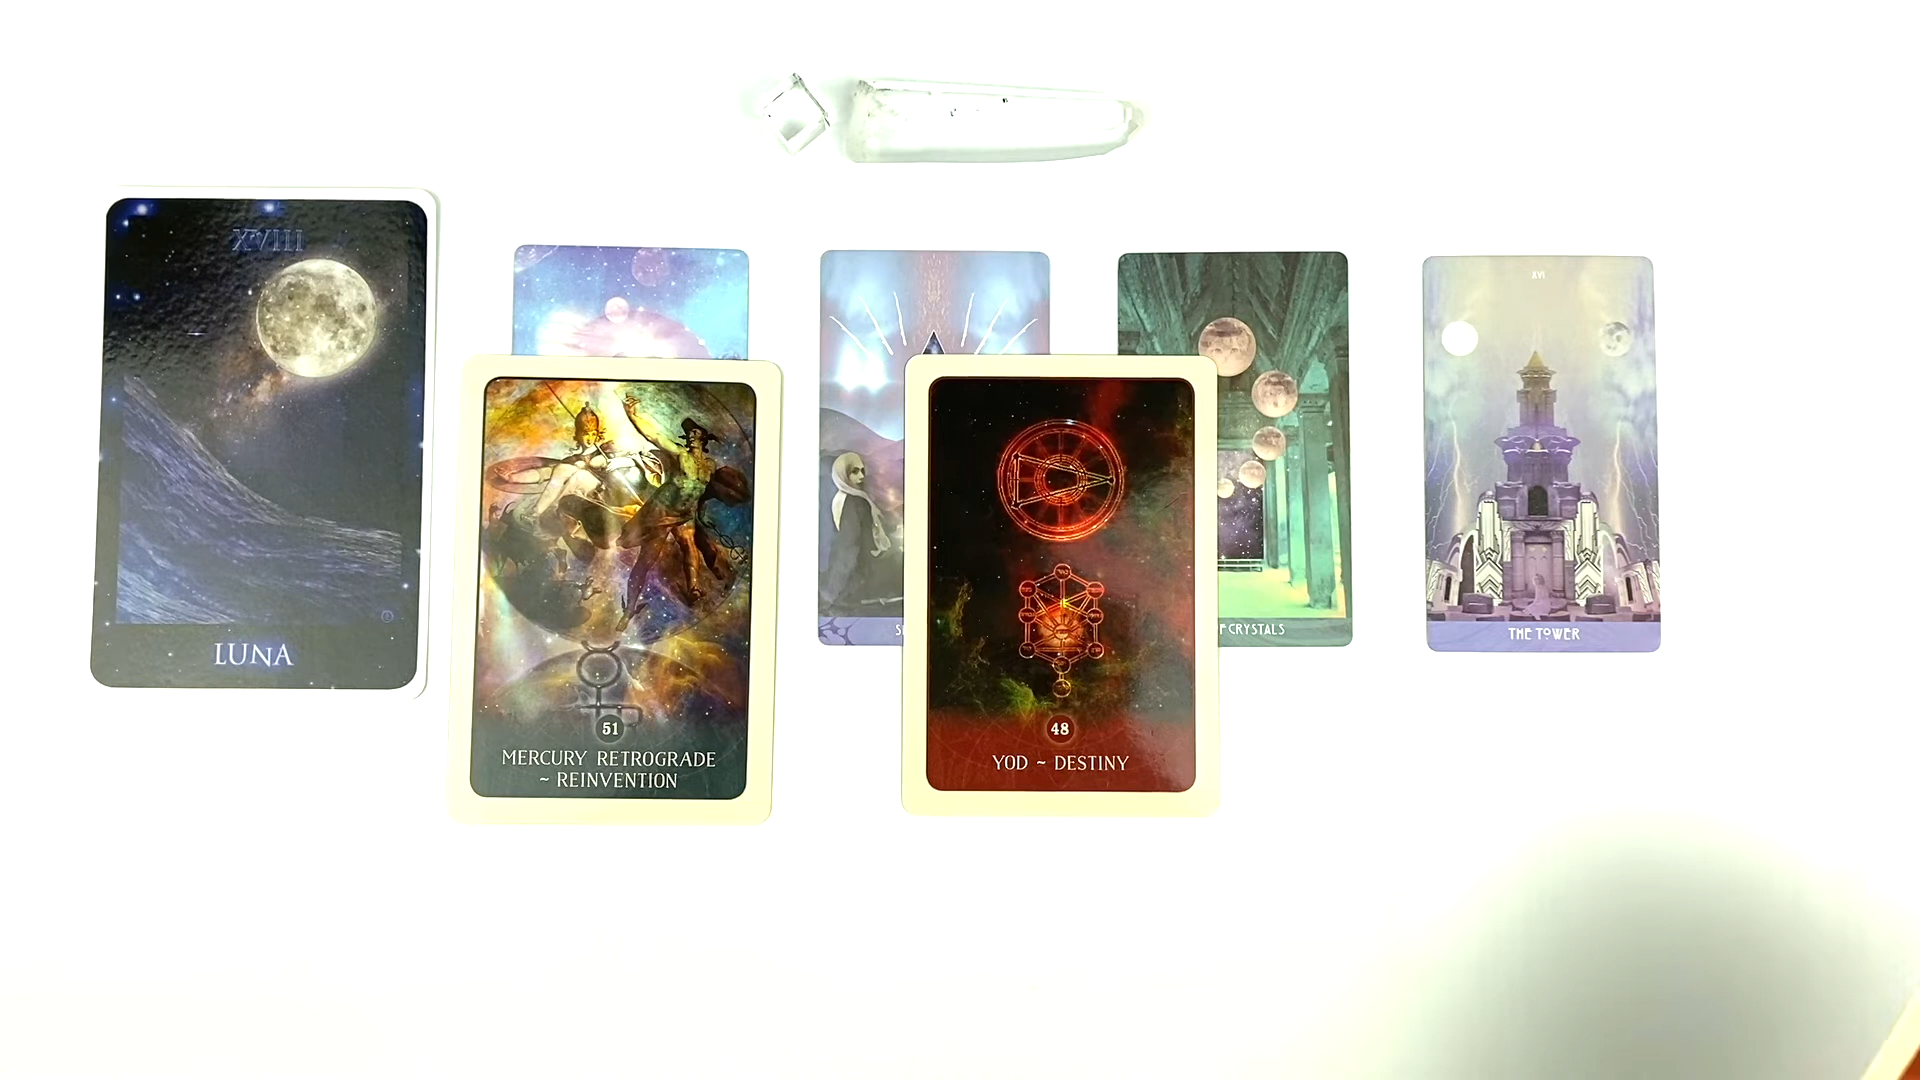 XVIII
LUNA
51
MERCURY RETROGRADE
~ REINVENTION
48
YOD ~ DESTINY
F CRYSTALS
XVI
THE TOWER